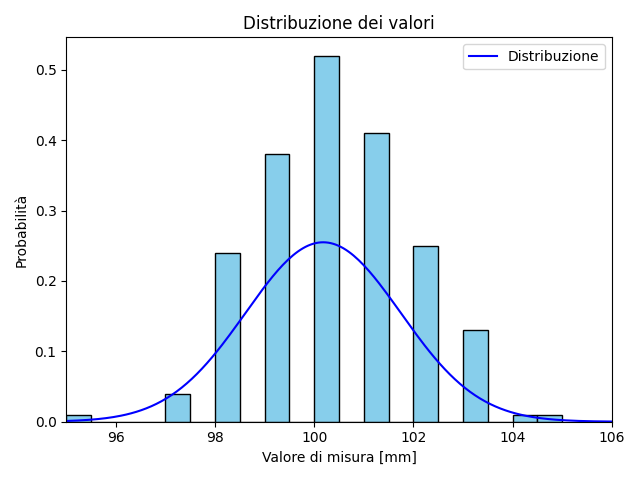 Distribuzione dei valori
Distribuzione
0.5
0.4
0.3
0.2
0.1
0.0
Probabilità
96 98 100 102 104 106
Valore di misura [mm]